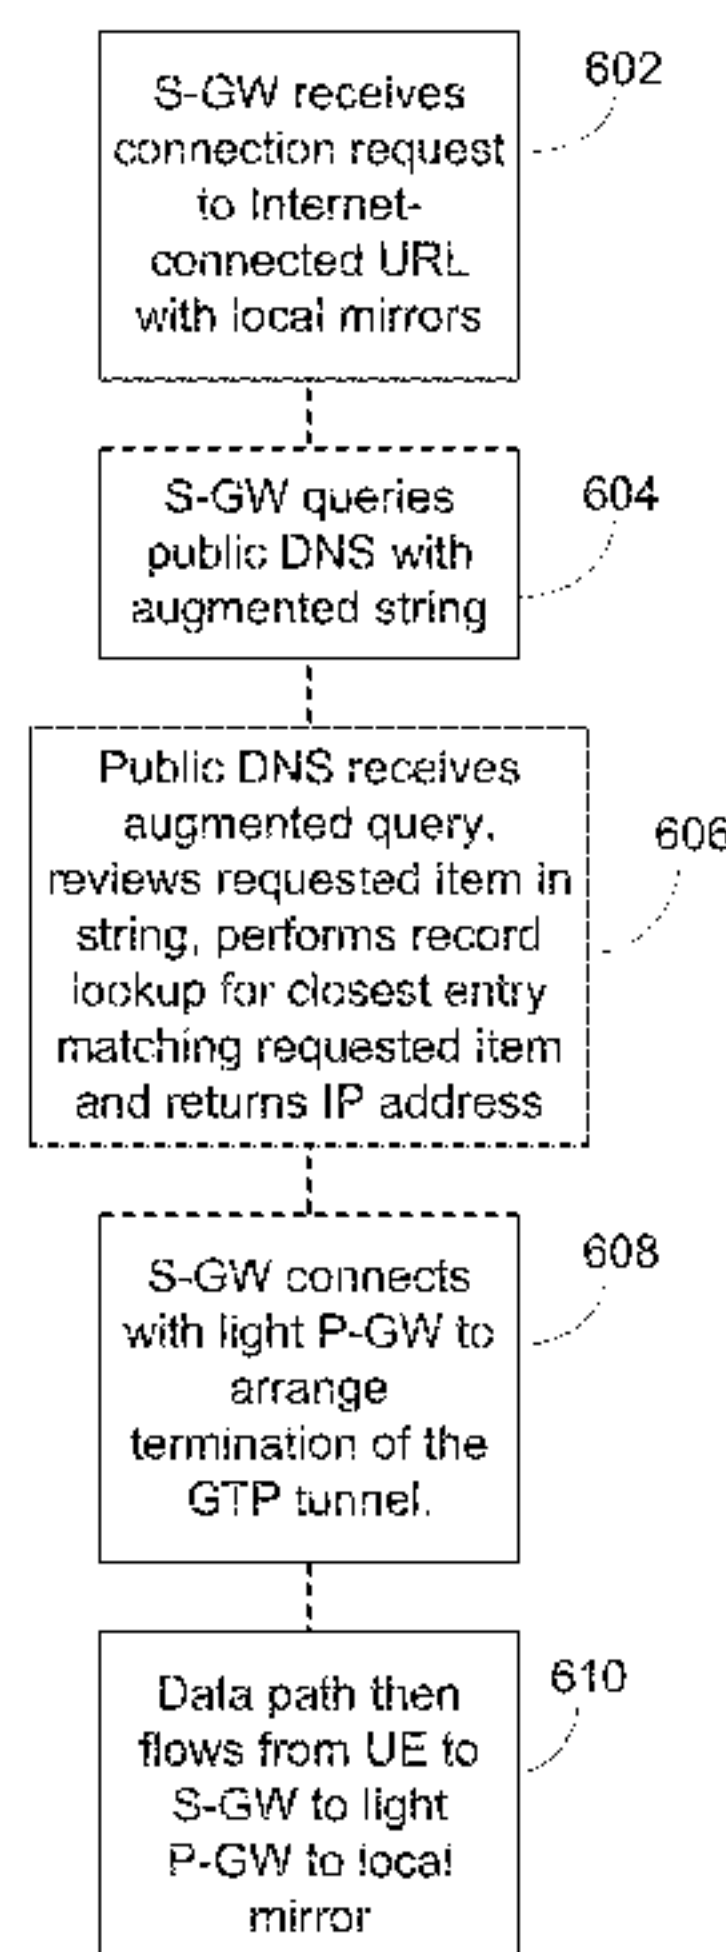 S-GW receives
connection request
to Internet-
connected URL
with local mirrors
602
S-GW queries
public DNS with
augmented string
604
Public DNS receives
augmented query,
reviews requested item in
string, performs record
lookup for closest entry
matching requested item
and returns IP address
606
S-GW connects
with light P-GW to
arrange
termination of the
GTP tunnel.
608
Data path then
flows from UE to
S-GW to light
P-GW to local
mirror
610